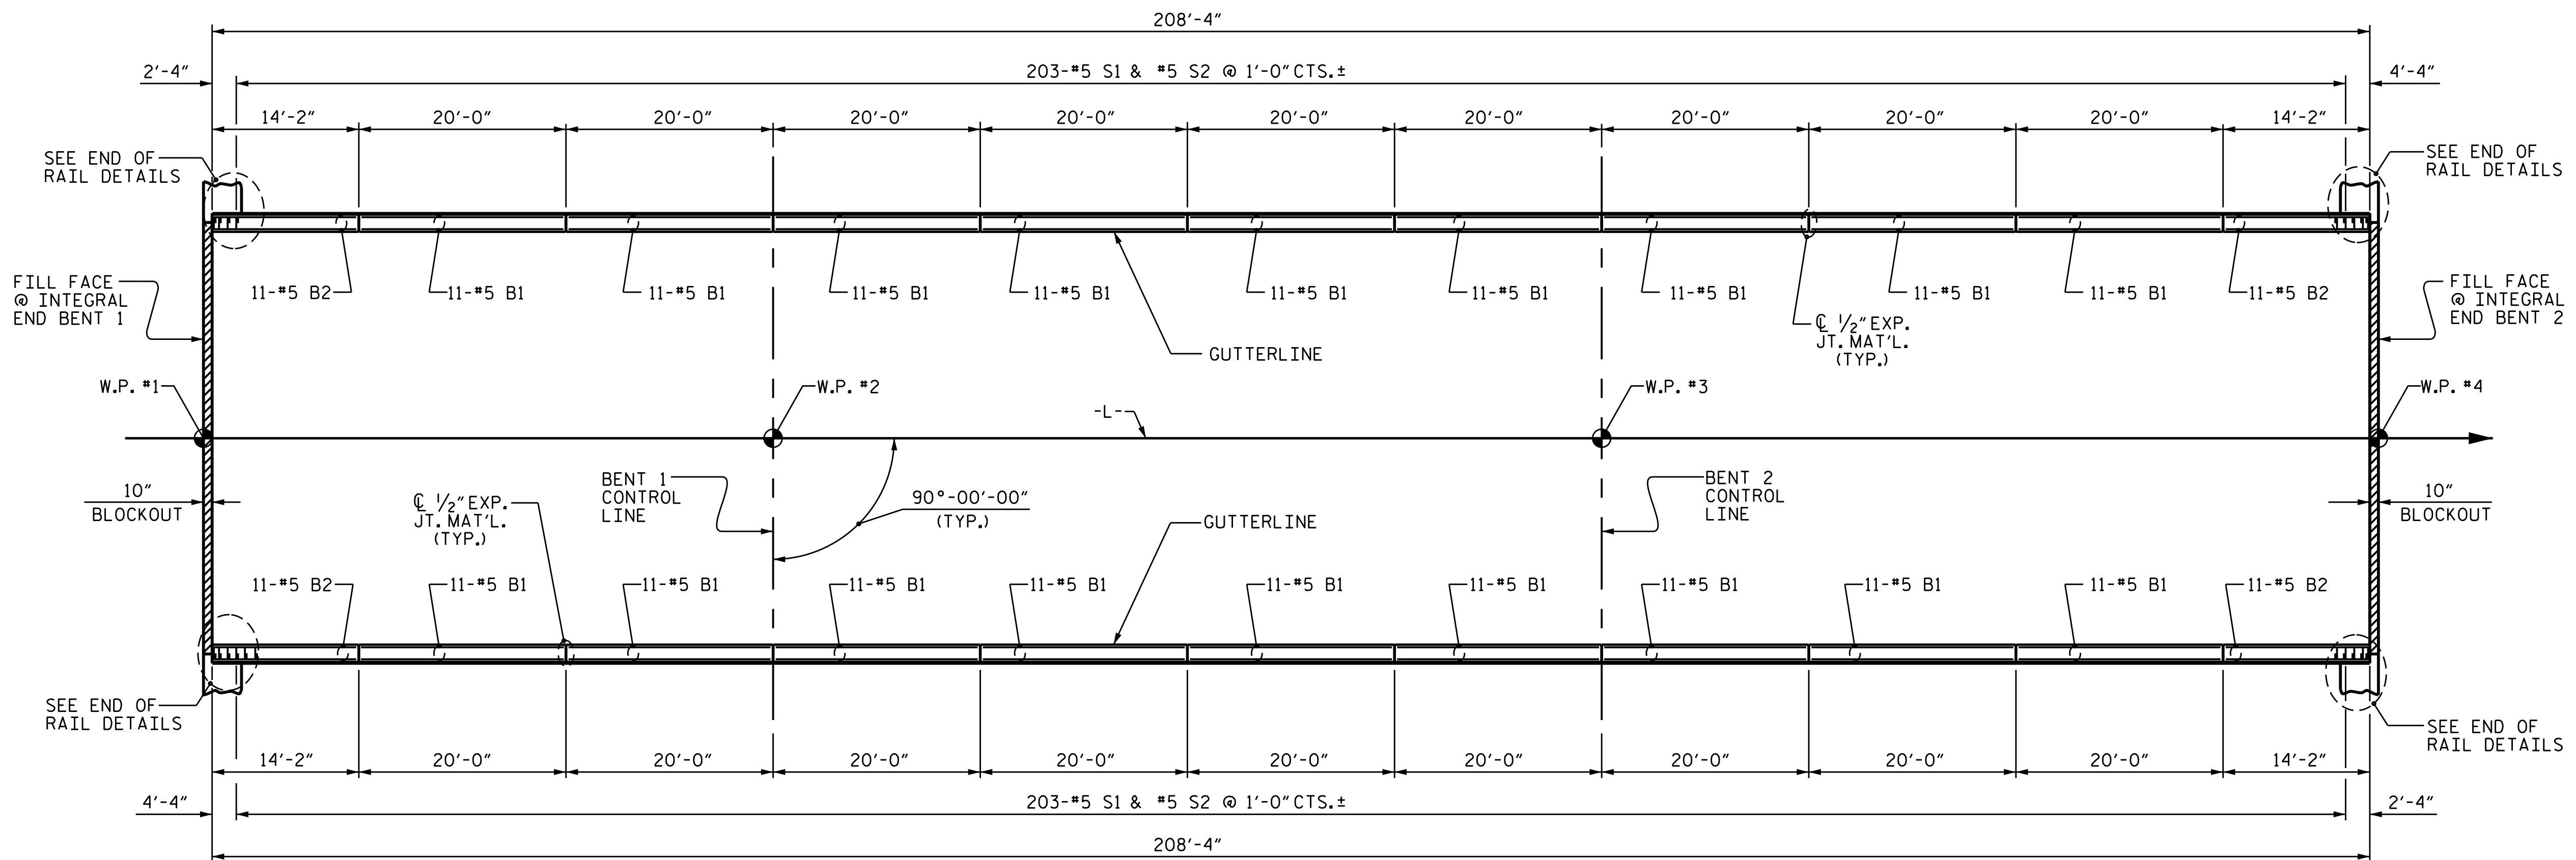 208'-4"
2'-4"
203-#5 S1 & #5 S2 @ 1'-0" CTS.±
4'-4"
14'-2"
20'-0"
20'-0"
20'-0"
20'-0"
20'-0"
20'-0"
20'-0"
20'-0"
20'-0"
14'-2"
SEE END OF
RAIL DETAILS
SEE END OF
RAIL DETAILS
FILL FACE
@ INTEGRAL
END BENT 1
11-#5 B2
11-#5 B1
11-#5 B1
11-#5 B1
11-#5 B1
11-#5 B1
11-#5 B1
11-#5 B1
11-#5 B1
11-#5 B1
11-#5 B2
FILL FACE
@ INTEGRAL
END BENT 2
℄ 1/2" EXP.
JT. MAT'L.
(TYP.)
GUTTERLINE
W.P. #1
W.P. #2
-L-
W.P. #3
W.P. #4
10"
BLOCKOUT
℄ 1/2" EXP.
JT. MAT'L.
(TYP.)
BENT 1
CONTROL
LINE
90°-00'-00"
(TYP.)
GUTTERLINE
BENT 2
CONTROL
LINE
10"
BLOCKOUT
11-#5 B2
11-#5 B1
11-#5 B1
11-#5 B1
11-#5 B1
11-#5 B1
11-#5 B1
11-#5 B1
11-#5 B1
11-#5 B1
11-#5 B2
SEE END OF
RAIL DETAILS
SEE END OF
RAIL DETAILS
14'-2"
20'-0"
20'-0"
20'-0"
20'-0"
20'-0"
20'-0"
20'-0"
20'-0"
20'-0"
14'-2"
4'-4"
203-#5 S1 & #5 S2 @ 1'-0" CTS.±
2'-4"
208'-4"